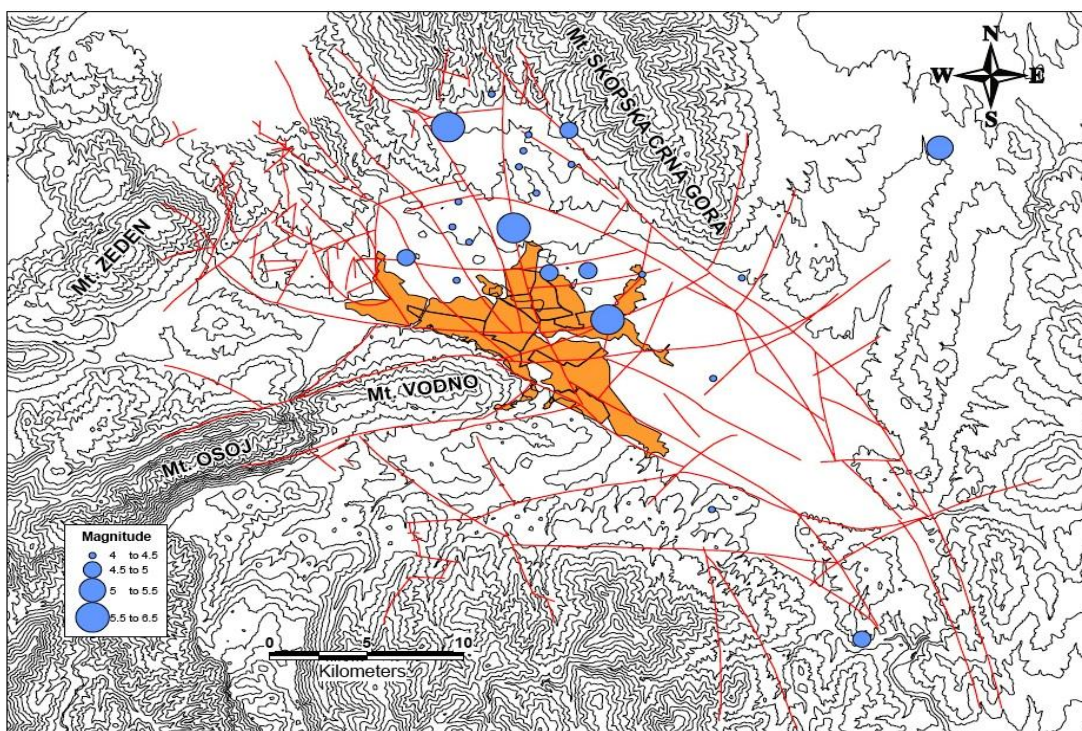 Mt. SKOPSKA CRNA GORA
N
W E
S
Mt. ZEDEN
Mt. VODNO
Mt. OSOJ
Magnitude
4 to 4.5
4.5 to 5
5 to 5.5
5.5 to 6.5
0 5 10
Kilometers